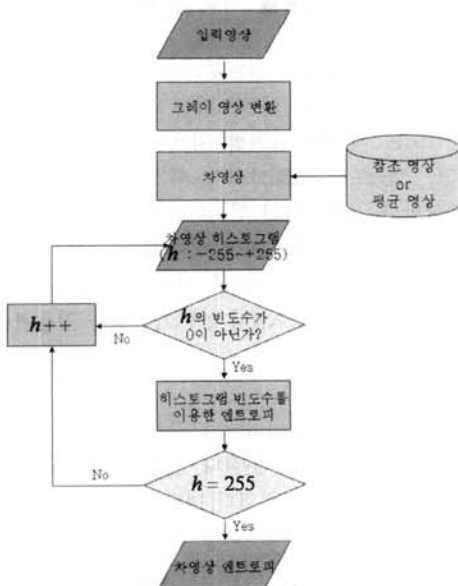 입력영상
그레이 영상 변환
차영상
참조 영상
or
평균 영상
차영상 히스토그램
(h : -255~+255)
h의 빈도수가
0이 아닌가?
h++
No
Yes
히스토그램 빈도수를
이용한 엔트로피
h = 255
No
Yes
차영상 엔트로피